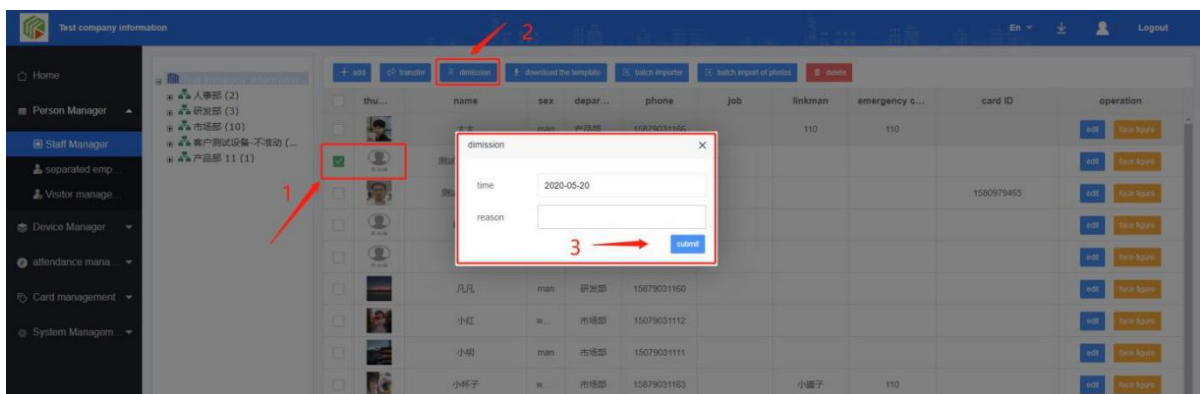 Test company information
2
En
Logout
Home
Person Manager
Staff Manager
separated emp...
Visitor manage...
Device Manager
attendance mana...
Card management
System Managem...
人事部 (2)
研发部 (3)
市场部 (10)
客户测试设备-不准动 (...
产品部 11 (1)
add
transfer
dimission
download the template
batch importer
batch import of photos
delete
thu... name sex depar... phone job linkman emergency c... card ID operation
man 产品部 15879031166 110 110 edit face figure
1
edit face figure
1580979465 edit face figure
edit face figure
edit face figure
dimission
time 2020-05-20
reason
3
submit
凡凡 man 研发部 15879031160 edit face figure
小红 w... 市场部 15079031112 edit face figure
小明 man 市场部 15079031111 edit face figure
小杯子 w... 市场部 15879031163 小盖子 110 edit face figure